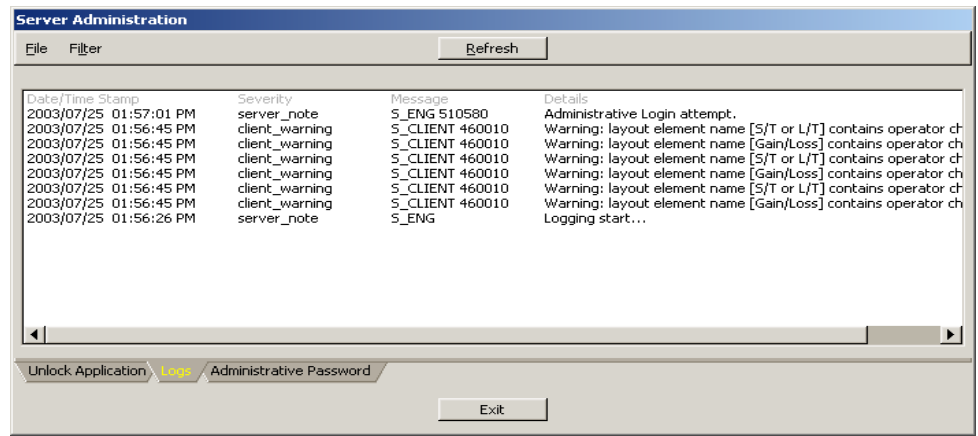 Server Administration
File Filter Refresh
Date/Time Stamp Severity Message Details
2003/07/25 01:57:01 PM server_note S_ENG 510580 Administrative Login attempt.
2003/07/25 01:56:45 PM client_warning S_CLIENT 460010 Warning: layout element name [S/T or L/T] contains operator ch
2003/07/25 01:56:45 PM client_warning S_CLIENT 460010 Warning: layout element name [Gain/Loss] contains operator ch
2003/07/25 01:56:45 PM client_warning S_CLIENT 460010 Warning: layout element name [S/T or L/T] contains operator ch
2003/07/25 01:56:45 PM client_warning S_CLIENT 460010 Warning: layout element name [Gain/Loss] contains operator ch
2003/07/25 01:56:45 PM client_warning S_CLIENT 460010 Warning: layout element name [S/T or L/T] contains operator ch
2003/07/25 01:56:45 PM client_warning S_CLIENT 460010 Warning: layout element name [Gain/Loss] contains operator ch
2003/07/25 01:56:26 PM server_note S_ENG Logging start...
Unlock Application Logs Administrative Password
Exit